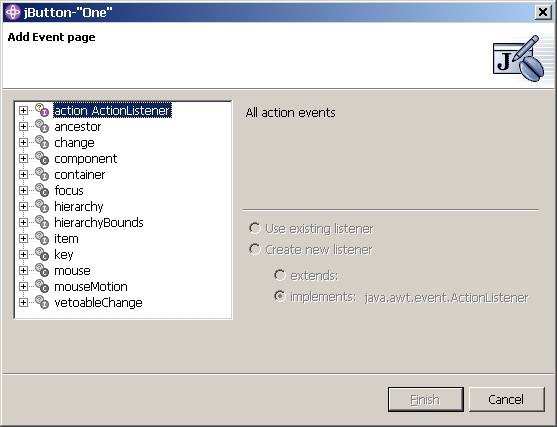 jButton-"One"
Add Event page
J
action ActionListener
ancestor
change
component
container
focus
hierarchy
hierarchyBounds
item
key
mouse
mouseMotion
vetoableChange
All action events
Use existing listener
Create new listener
extends:
implements: java.awt.event.ActionListener
Finish
Cancel